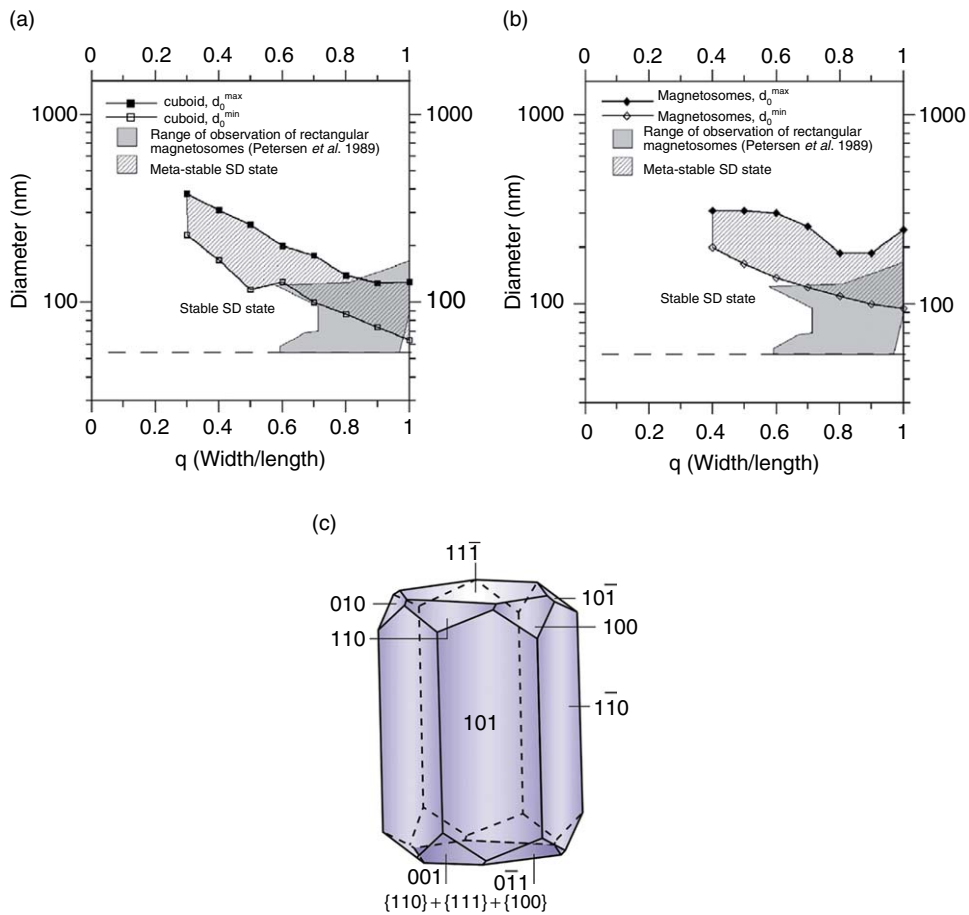 (a)
0 0.2 0.4 0.6 0.8 1
1000 1000
cuboid, d₀ᵐᵃˣ
cuboid, d₀ᵐⁱⁿ
Range of observation of rectangular
magnetosomes (Petersen et al. 1989)
Meta-stable SD state
Diameter (nm)
100 100
Stable SD state
0 0.2 0.4 0.6 0.8 1
q (Width/length)
(b)
0 0.2 0.4 0.6 0.8 1
1000 1000
Magnetosomes, d₀ᵐᵃˣ
Magnetosomes, d₀ᵐⁱⁿ
Range of observation of rectangular
magnetosomes (Petersen et al. 1989)
Meta-stable SD state
Diameter (nm)
100 100
Stable SD state
0 0.2 0.4 0.6 0.8 1
q (Width/length)
(c)
111̅
010
101̅
110
100
11̅0
101
001
01̅1
{110}+{111}+{100}